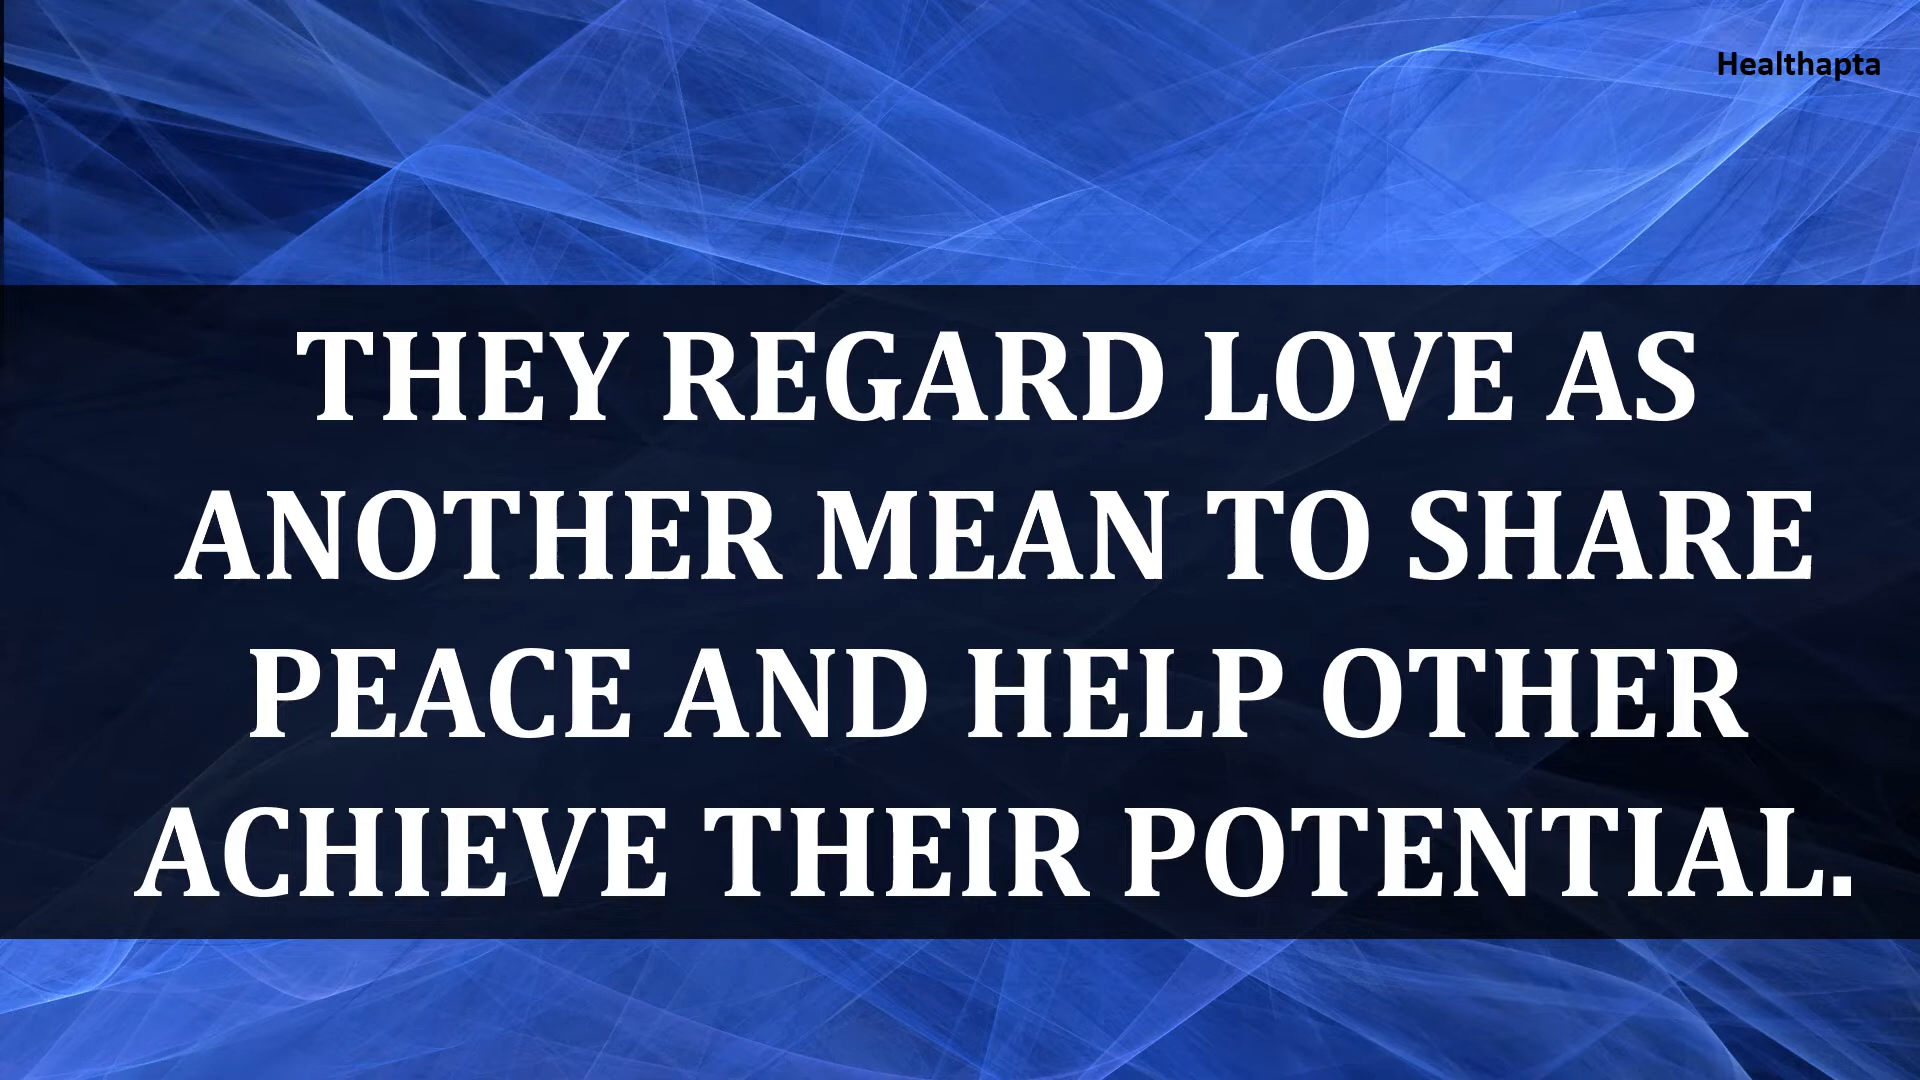 Healthapta
THEY REGARD LOVE AS
ANOTHER MEAN TO SHARE
PEACE AND HELP OTHER
ACHIEVE THEIR POTENTIAL.